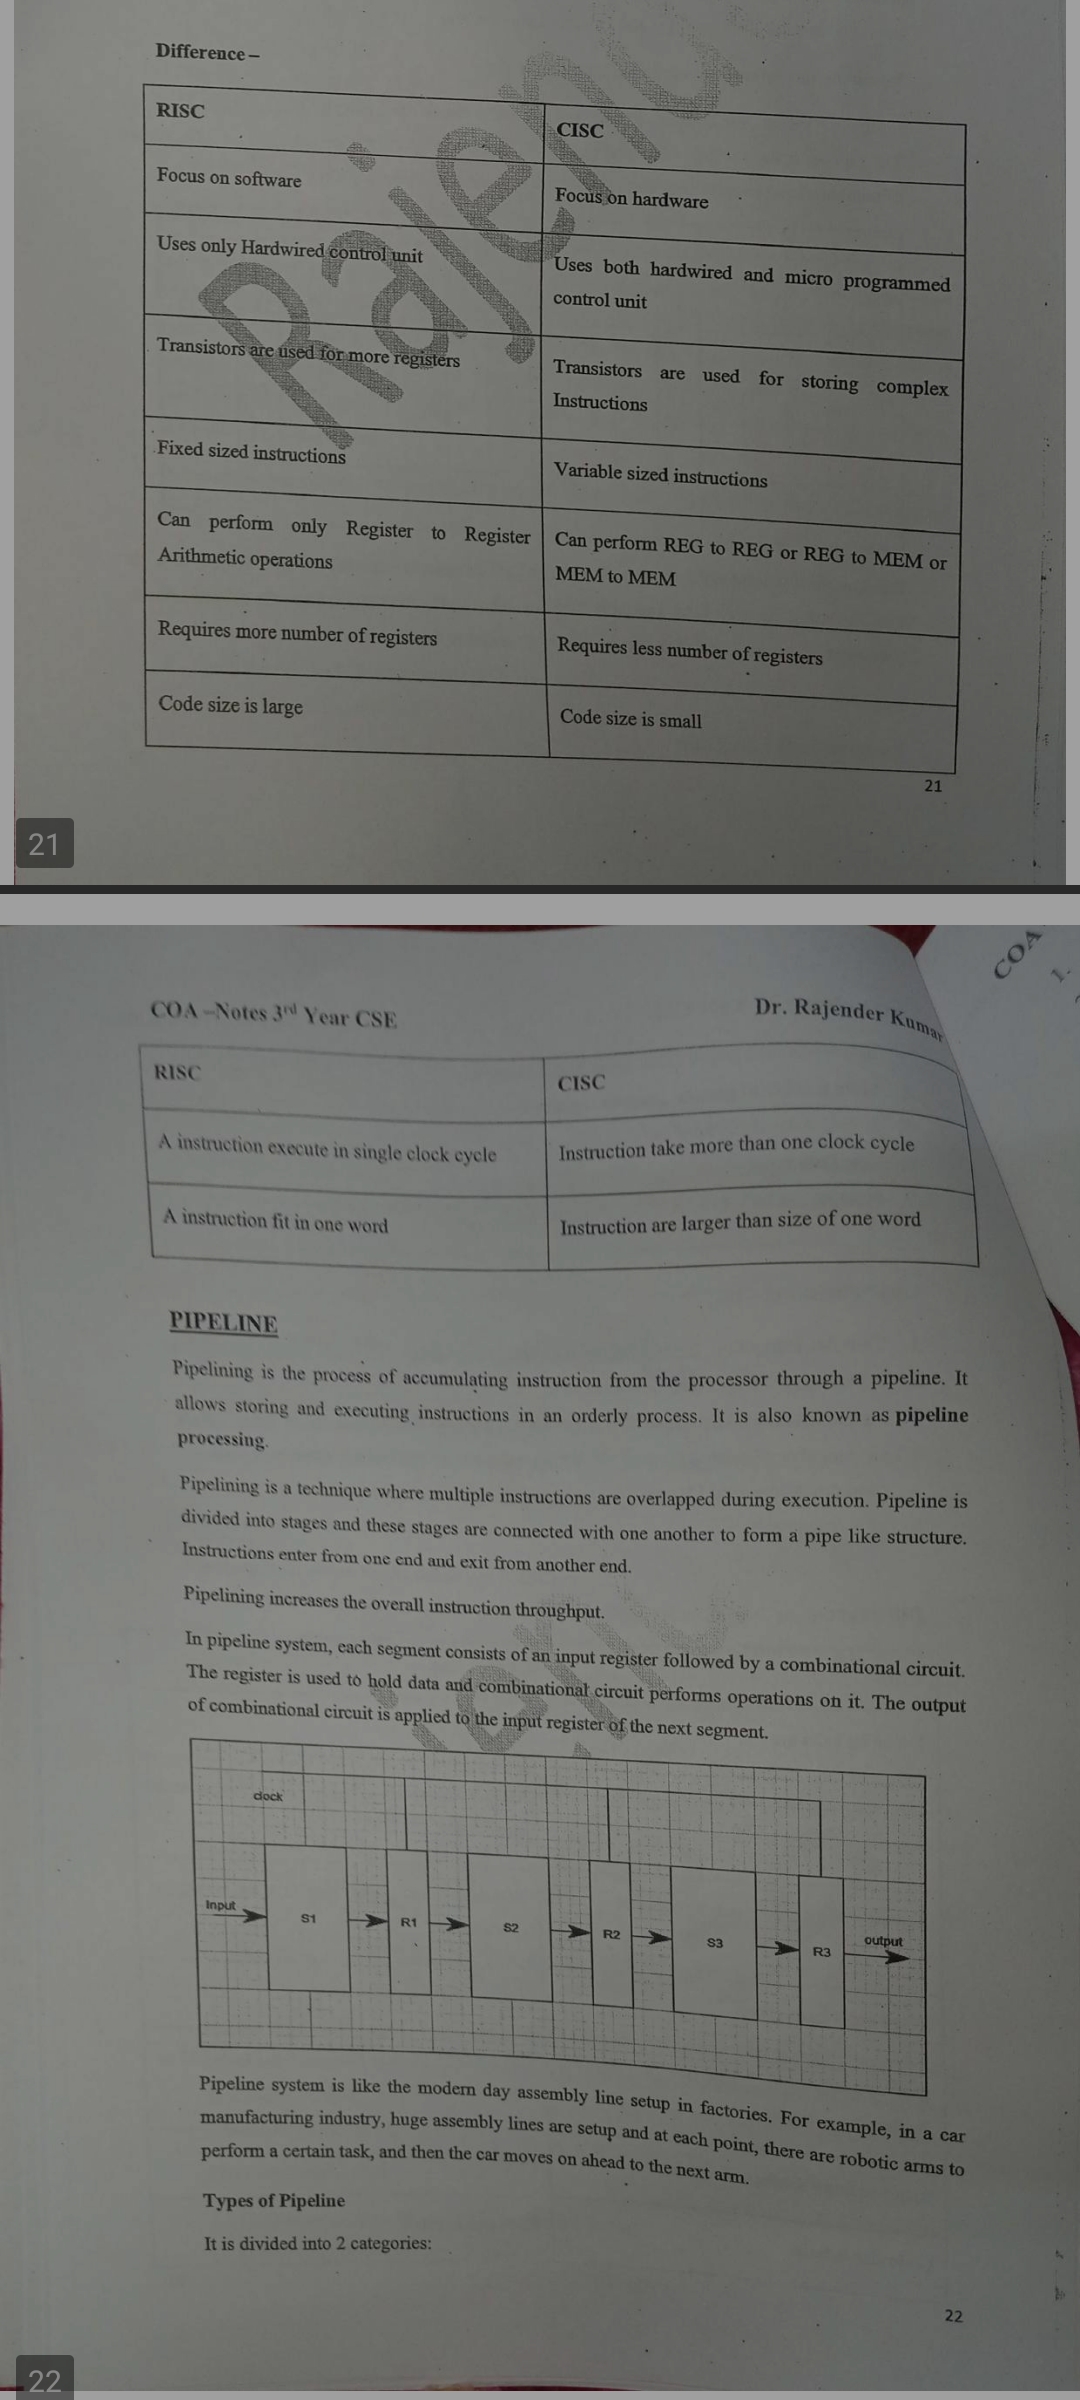 Difference –
RISC
CISC
Focus on software
Focus on hardware
Uses only Hardwired control unit
Uses both hardwired and micro programmed
control unit
Transistors are used for more registers
Transistors are used for storing complex
Instructions
Fixed sized instructions
Variable sized instructions
Can perform only Register to Register
Arithmetic operations
Can perform REG to REG or REG to MEM or
MEM to MEM
Requires more number of registers
Requires less number of registers
Code size is large
Code size is small
21
21
COA
1.
COA –Notes 3rd Year CSE
Dr. Rajender Kumar
RISC
CISC
A instruction execute in single clock cycle
Instruction take more than one clock cycle
A instruction fit in one word
Instruction are larger than size of one word
PIPELINE
Pipelining is the process of accumulating instruction from the processor through a pipeline. It
allows storing and executing instructions in an orderly process. It is also known as pipeline
processing.
Pipelining is a technique where multiple instructions are overlapped during execution. Pipeline is
divided into stages and these stages are connected with one another to form a pipe like structure.
Instructions enter from one end and exit from another end.
Pipelining increases the overall instruction throughput.
In pipeline system, each segment consists of an input register followed by a combinational circuit.
The register is used to hold data and combinational circuit performs operations on it. The output
of combinational circuit is applied to the input register of the next segment.
clock
Input
S1
R1
S2
R2
S3
R3
output
Pipeline system is like the modern day assembly line setup in factories. For example, in a car
manufacturing industry, huge assembly lines are setup and at each point, there are robotic arms to
perform a certain task, and then the car moves on ahead to the next arm.
Types of Pipeline
It is divided into 2 categories:
22
22